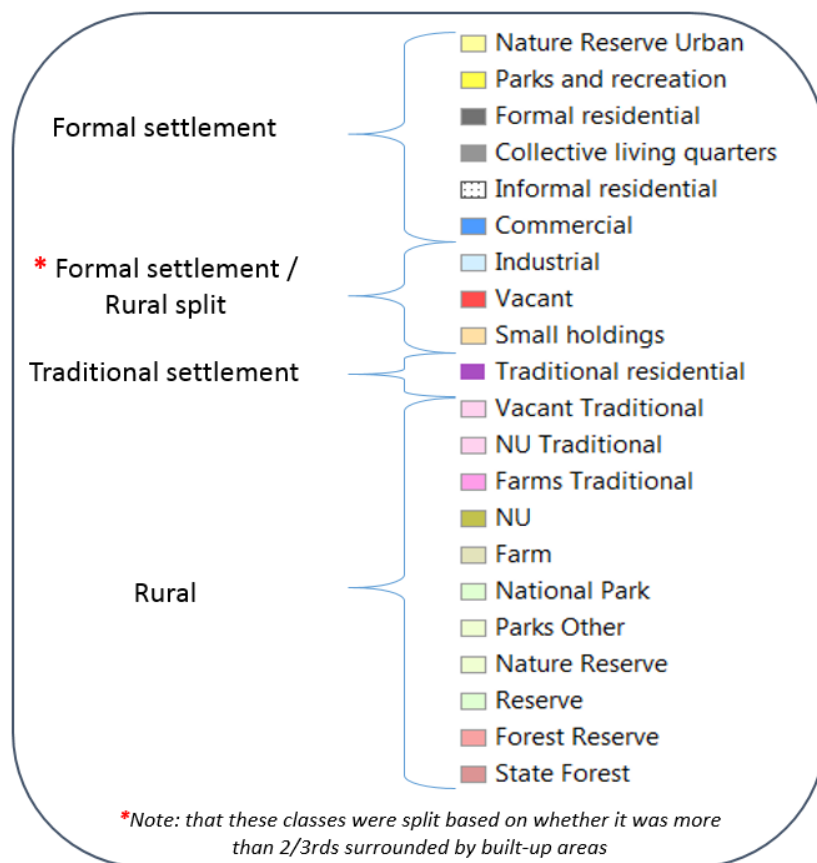 Formal settlement
Nature Reserve Urban
Parks and recreation
Formal residential
Collective living quarters
Informal residential
Commercial
* Formal settlement /
Rural split
Industrial
Vacant
Small holdings
Traditional settlement
Traditional residential
Rural
Vacant Traditional
NU Traditional
Farms Traditional
NU
Farm
National Park
Parks Other
Nature Reserve
Reserve
Forest Reserve
State Forest
*Note: that these classes were split based on whether it was more
than 2/3rds surrounded by built-up areas